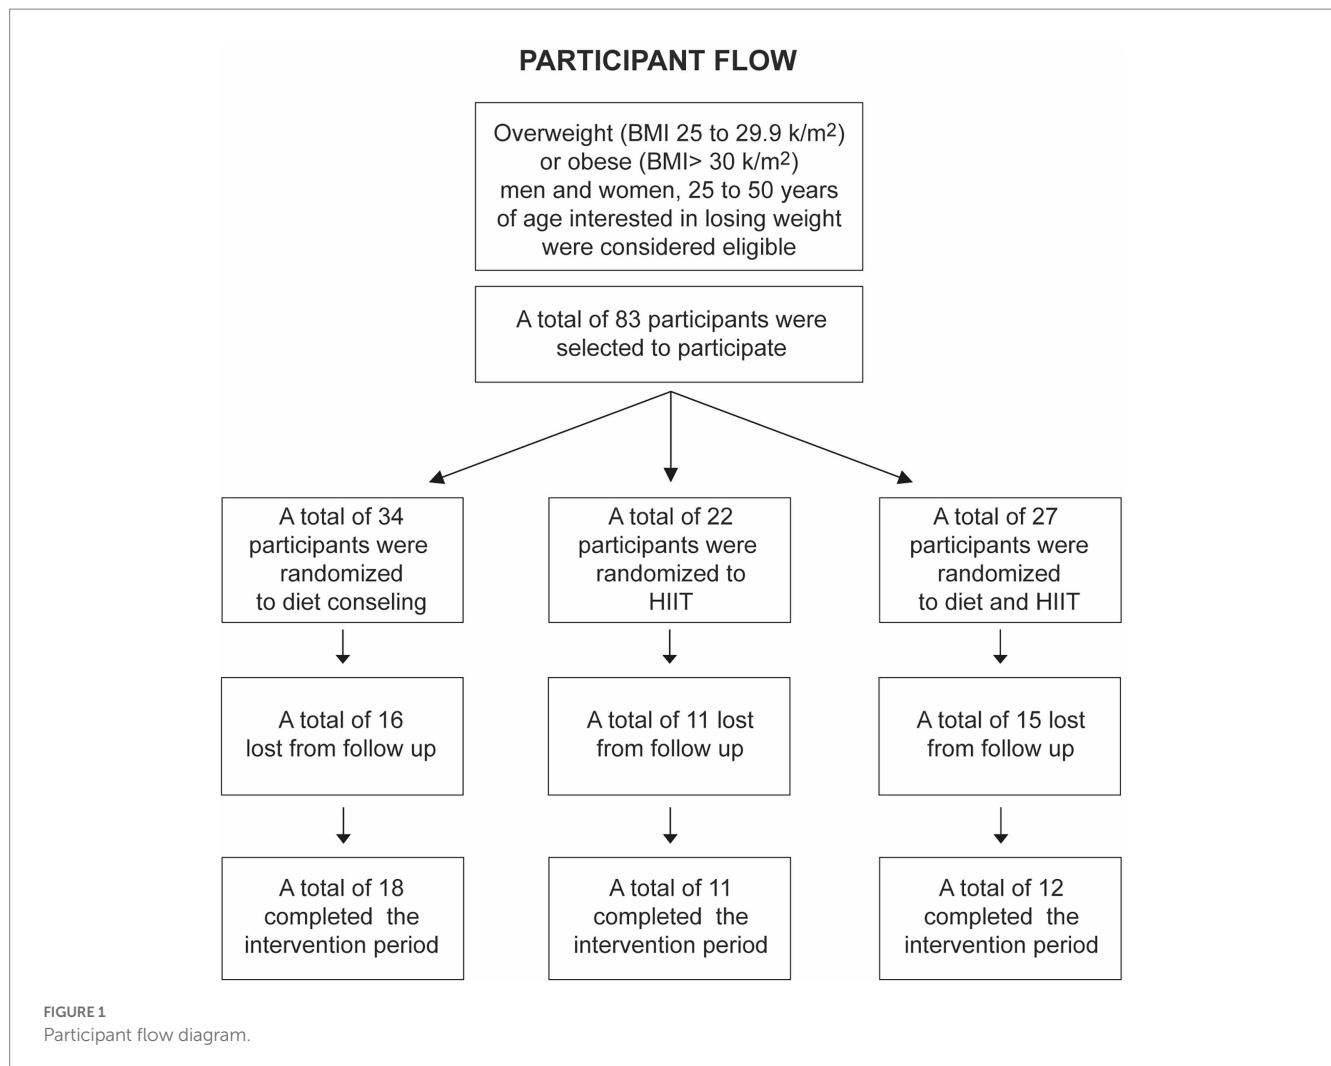 PARTICIPANT FLOW
Overweight (BMI 25 to 29.9 k/m²)
or obese (BMI> 30 k/m²)
men and women, 25 to 50 years
of age interested in losing weight
were considered eligible
A total of 83 participants were
selected to participate
A total of 34
participants were
randomized
to diet conseling
A total of 22
participants were
randomized to
HIIT
A total of 27
participants were
randomized
to diet and HIIT
A total of 16
lost from follow up
A total of 11 lost
from follow up
A total of 15 lost
from follow up
A total of 18
completed the
intervention period
A total of 11
completed the
intervention period
A total of 12
completed the
intervention period
FIGURE 1
Participant flow diagram.